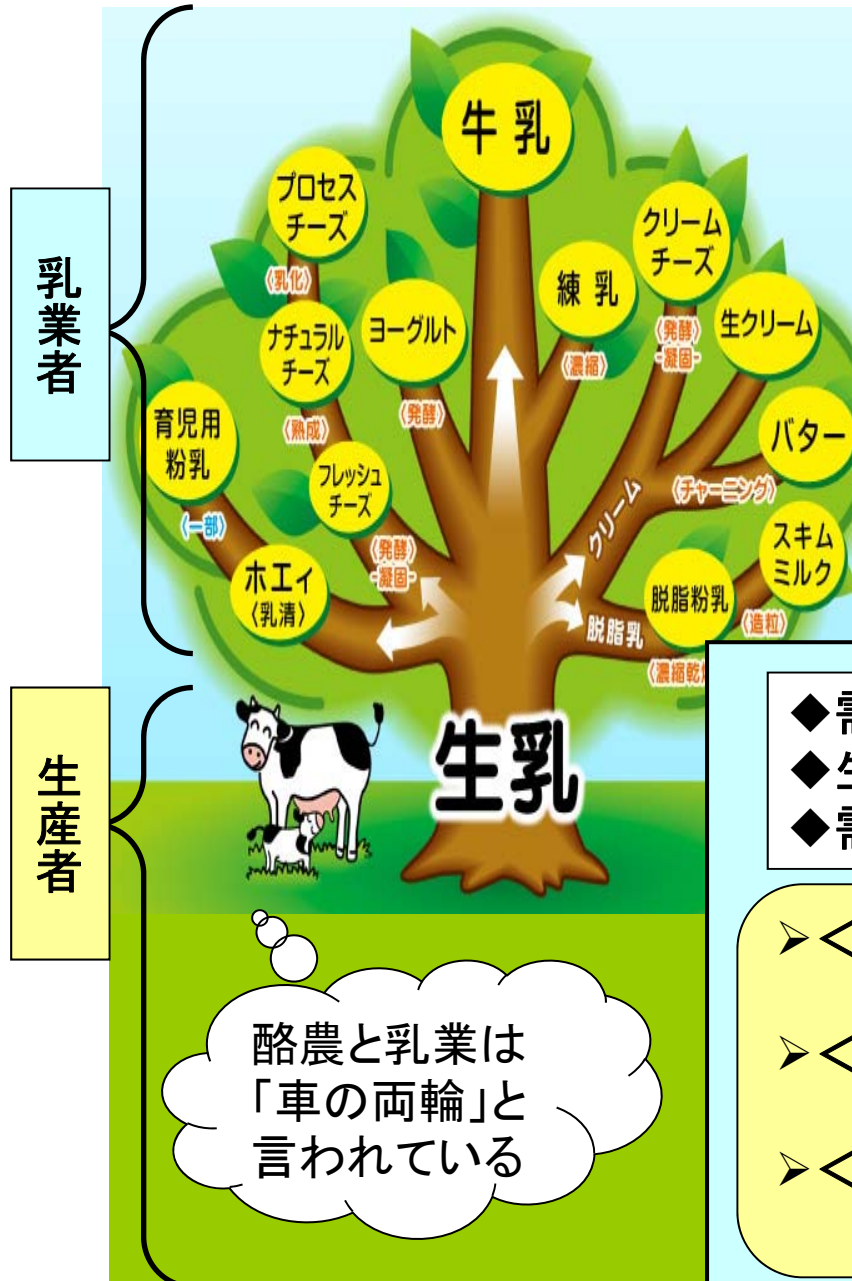 乳業者
牛乳
プロセス
チーズ
〈乳化〉
ナチュラル
チーズ
〈熟成〉
フレッシュ
チーズ
〈発酵〉
-凝固-
ヨーグルト
〈発酵〉
育児用
粉乳
〈一部〉
ホエイ
〈乳清〉
練乳
〈濃縮〉
クリーム
チーズ
〈発酵〉
-凝固-
生クリーム
バター
〈チャーニング〉
クリーム
スキム
ミルク
〈造粒〉
脱脂粉乳
脱脂乳
〈濃縮乾
生乳
生産者
酪農と乳業は
「車の両輪」と
言われている
◆需
◆生
◆需
➢<
➢<
➢<